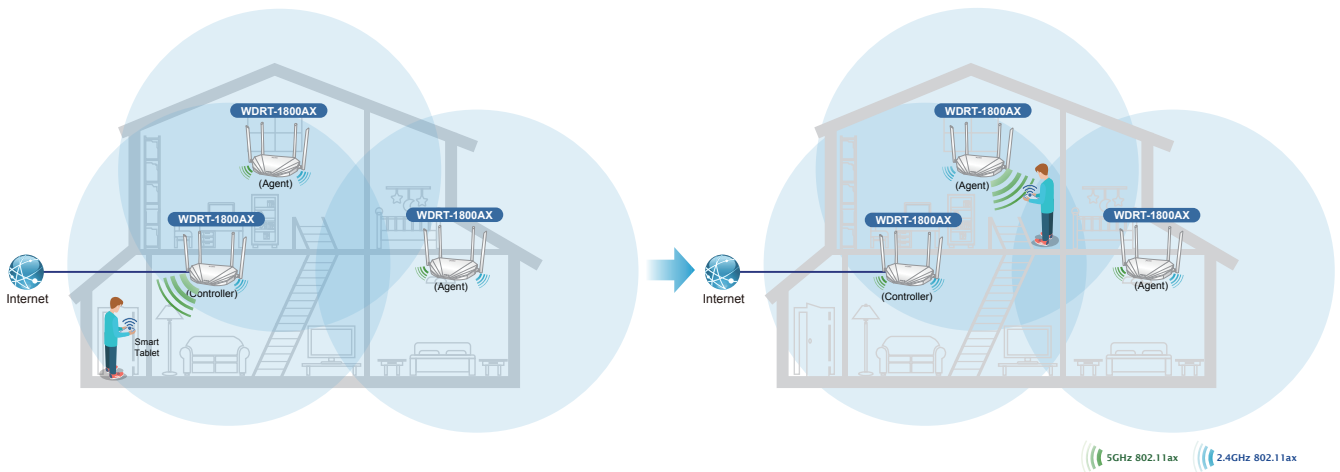 WDRT-1800AX
(Agent)
WDRT-1800AX
WDRT-1800AX
(Controller)
(Agent)
Internet
Smart
Tablet
WDRT-1800AX
(Agent)
WDRT-1800AX
WDRT-1800AX
(Controller)
(Agent)
Internet
5GHz 802.11ax
2.4GHz 802.11ax